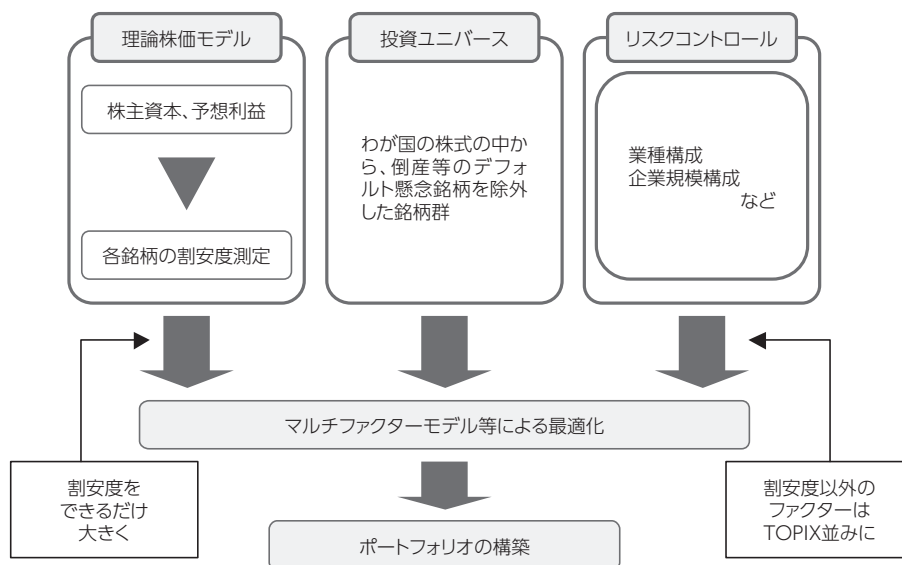 理論株価モデル
株主資本、予想利益
各銘柄の割安度測定
投資ユニバース
わが国の株式の中か
ら、倒産等のデフォ
ルト懸念銘柄を除外
した銘柄群
リスクコントロール
業種構成
企業規模構成
など
マルチファクターモデル等による最適化
割安度を
できるだけ
大きく
割安度以外の
ファクターは
TOPIX並みに
ポートフォリオの構築